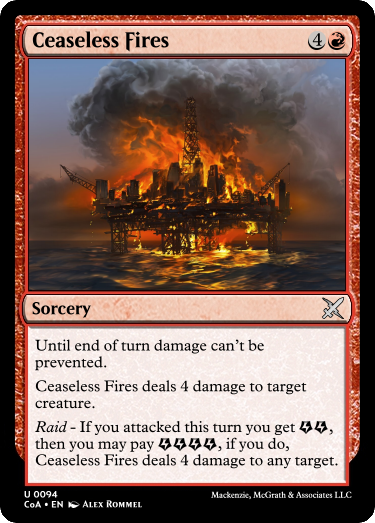 Ceaseless Fires 4
Sorcery
Until end of turn damage can't be
prevented.
Ceaseless Fires deals 4 damage to target
creature.
Raid - If you attacked this turn you get ,
then you may pay , if you do,
Ceaseless Fires deals 4 damage to any target.
U 0094
CoA • EN Alex Rommel
Mackenzie, McGrath & Associates LLC